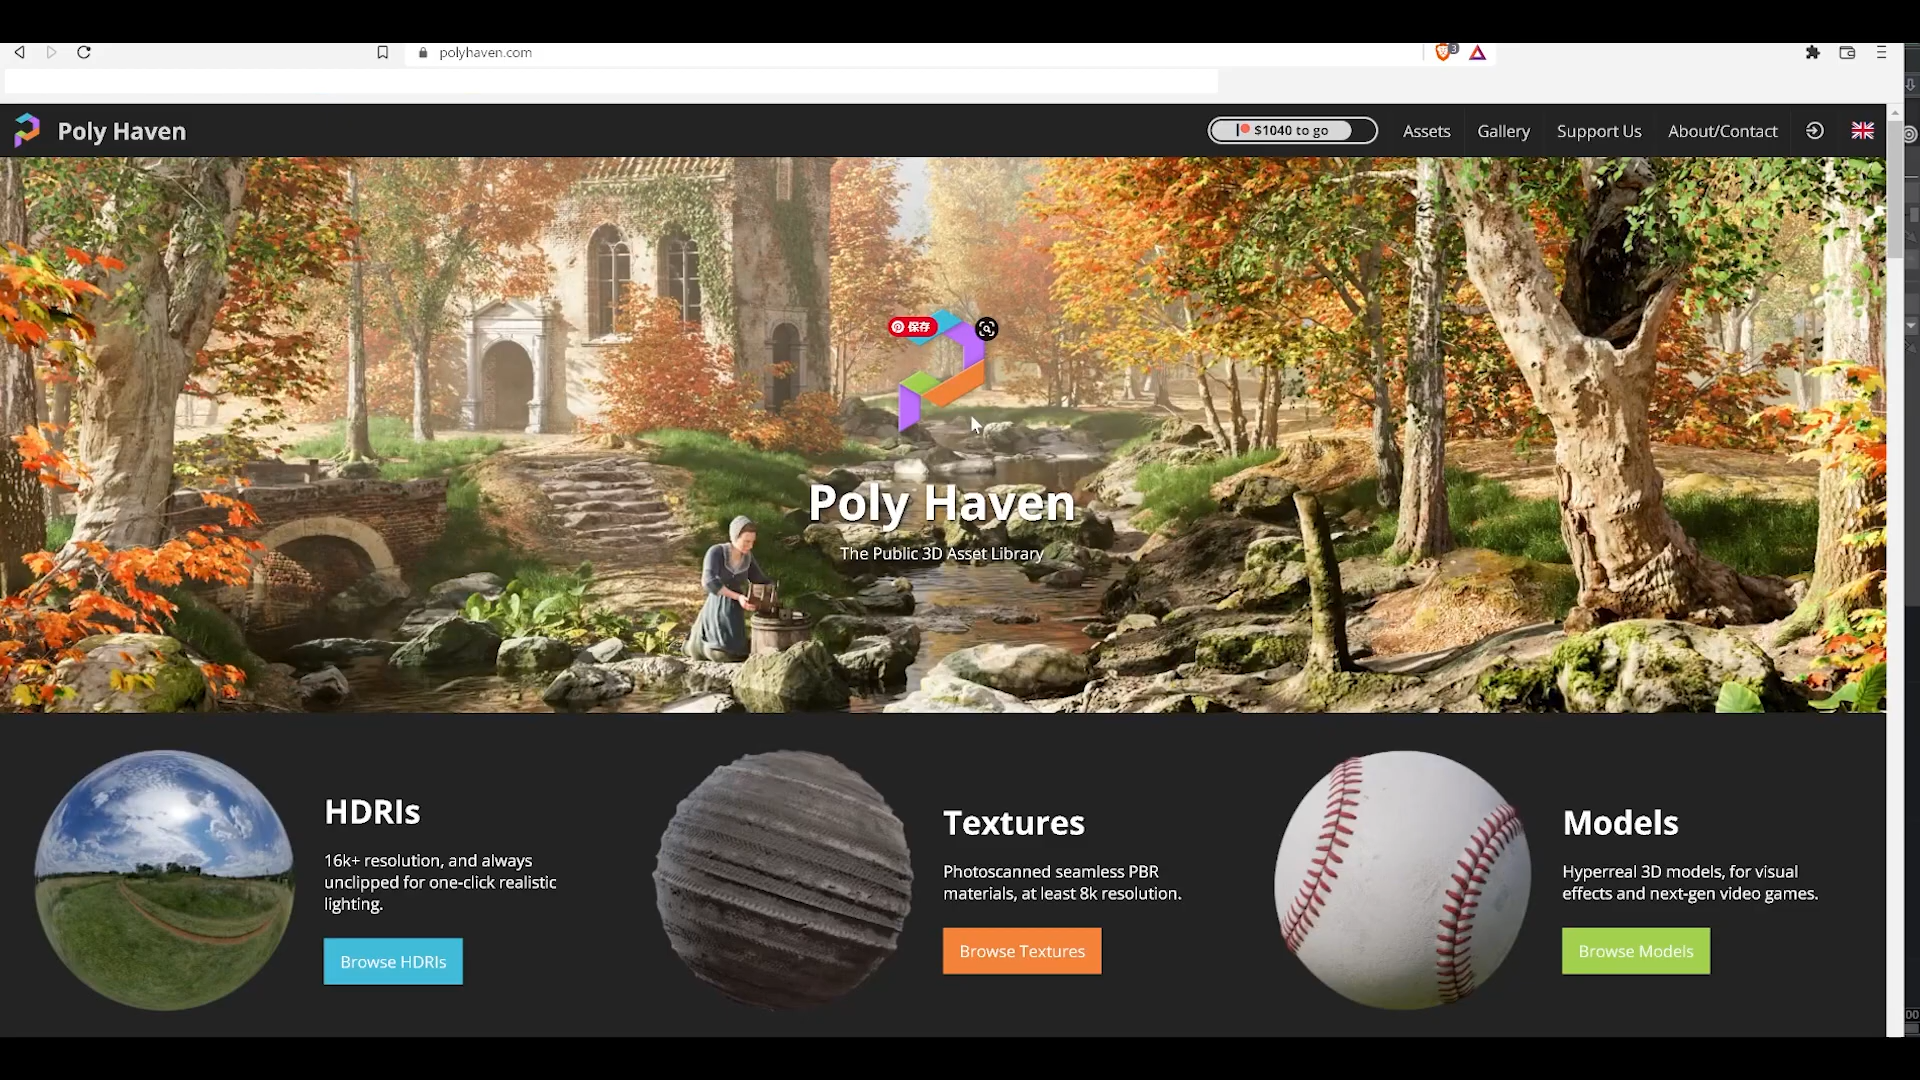 polyhaven.com
3
Poly Haven
$1040 to go
Assets
Gallery
Support Us
About/Contact
保存
Poly Haven
The Public 3D Asset Library
HDRIs
16k+ resolution, and always
unclipped for one-click realistic
lighting.
Browse HDRIs
Textures
Photoscanned seamless PBR
materials, at least 8k resolution.
Browse Textures
Models
Hyperreal 3D models, for visual
effects and next-gen video games.
Browse Models
00